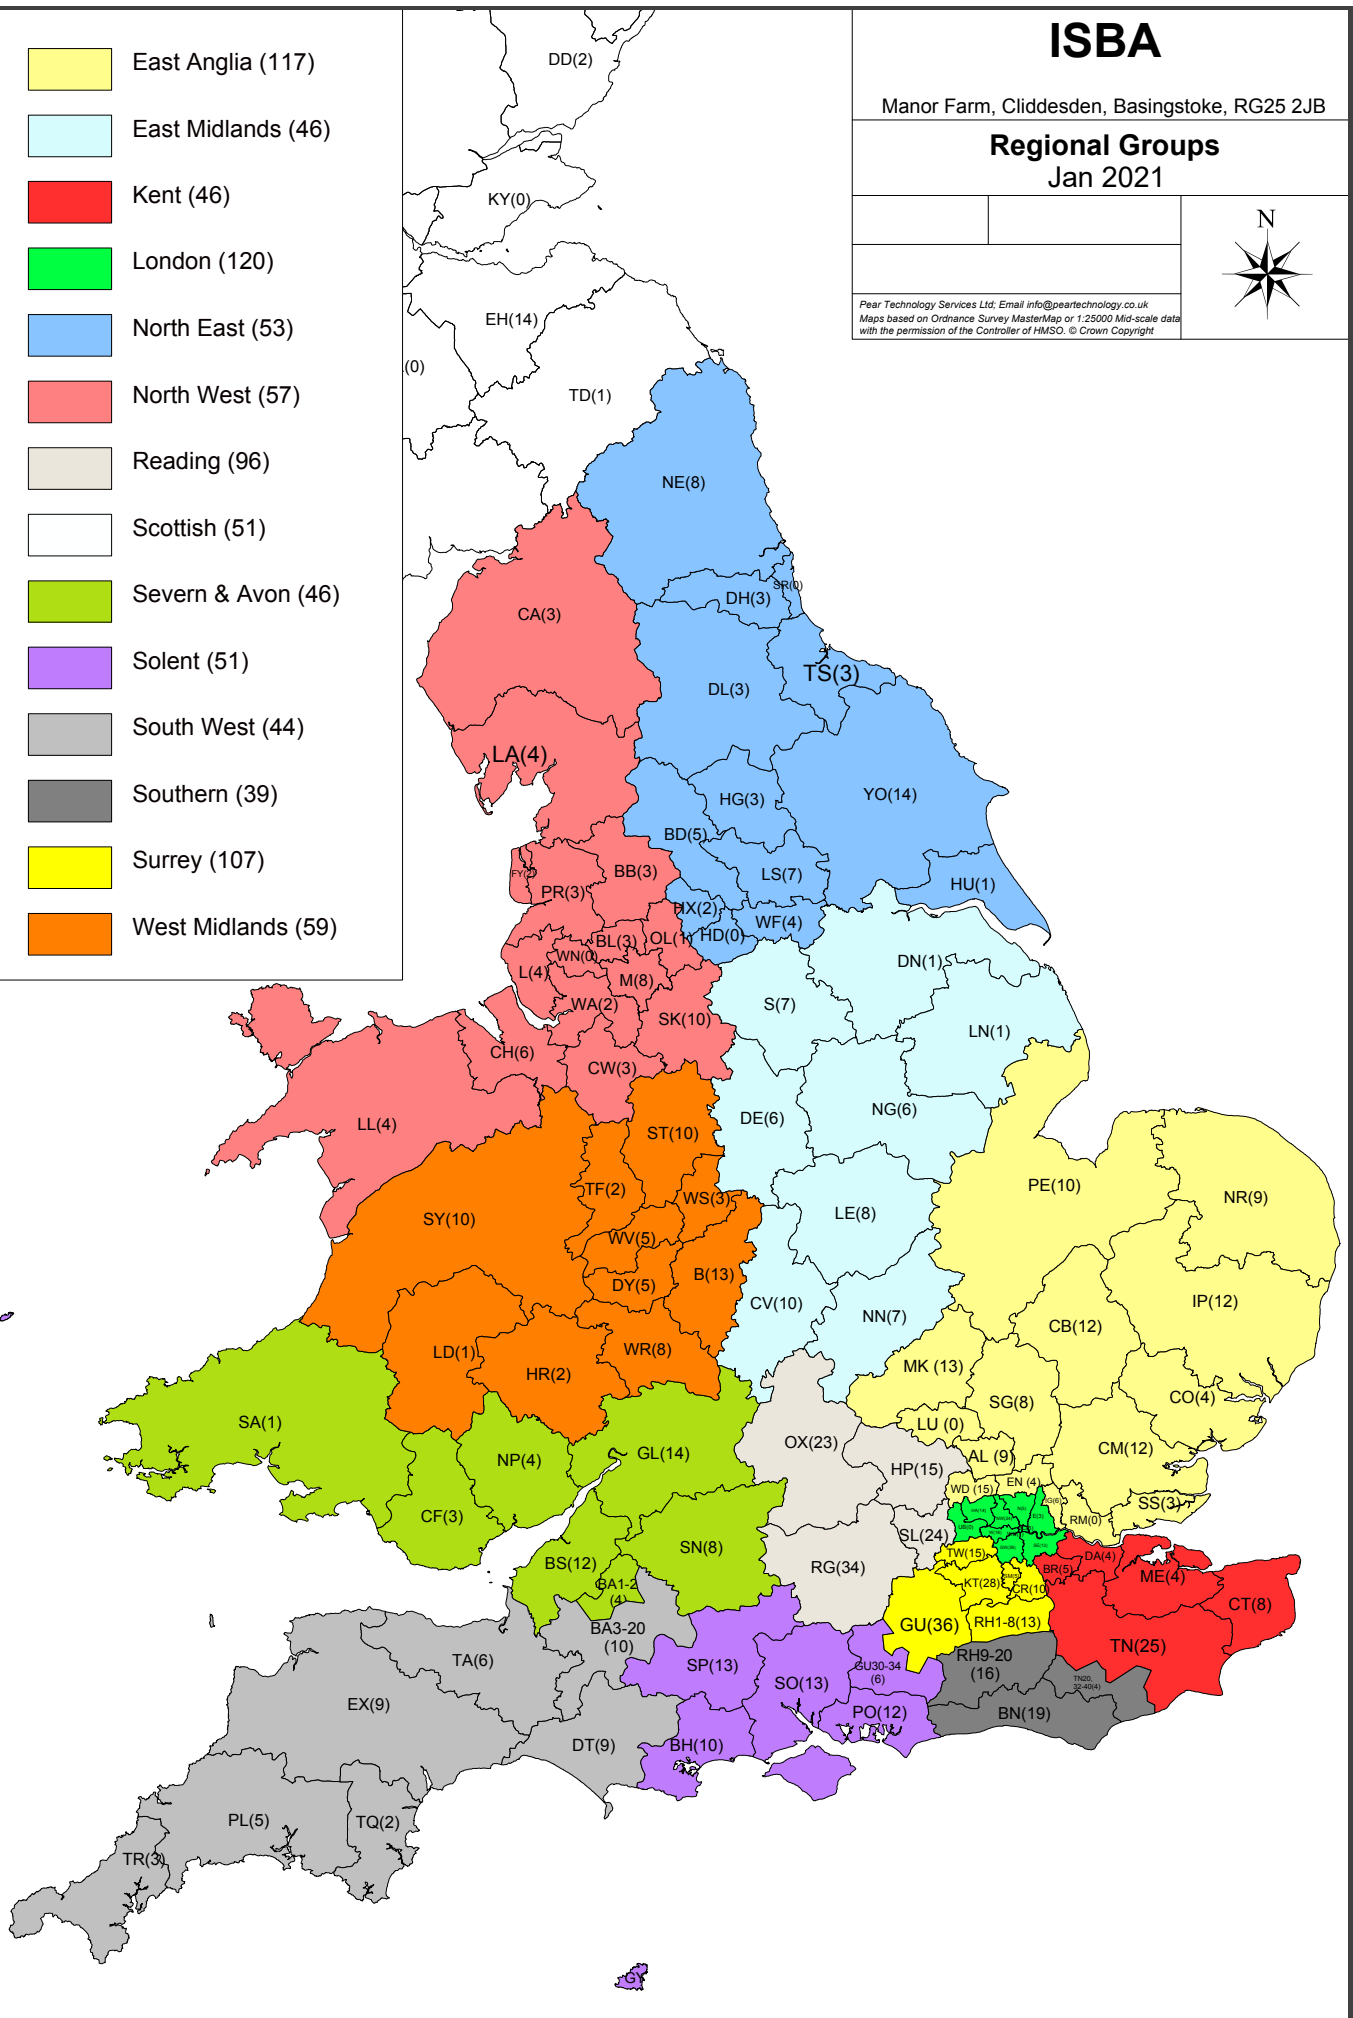 East Anglia (117)
East Midlands (46)
Kent (46)
London (120)
North East (53)
North West (57)
Reading (96)
Scottish (51)
Severn & Avon (46)
Solent (51)
South West (44)
Southern (39)
Surrey (107)
West Midlands (59)
ISBA
Manor Farm, Cliddesden, Basingstoke, RG25 2JB
Regional Groups
Jan 2021
N
Pear Technology Services Ltd; Email info@peartechnology.co.uk
Maps based on Ordnance Survey MasterMap or 1:25000 Mid-scale data
with the permission of the Controller of HMSO. © Crown Copyright
DD(2)
KY(0)
EH(14)
(0)
TD(1)
NE(8)
SR(0)
DH(3)
CA(3)
TS(3)
DL(3)
LA(4)
HG(3)
YO(14)
BD(5)
BB(3)
LS(7)
HU(1)
FY(2)
PR(3)
HX(2)
WF(4)
HD(0)
BL(3)
OL(1)
WN(0)
DN(1)
L(4)
M(8)
S(7)
WA(2)
SK(10)
LN(1)
CH(6)
CW(3)
NG(6)
DE(6)
LL(4)
ST(10)
TF(2)
WS(3)
PE(10)
NR(9)
SY(10)
LE(8)
WV(5)
B(13)
DY(5)
CV(10)
NN(7)
IP(12)
CB(12)
LD(1)
WR(8)
HR(2)
MK (13)
SG(8)
CO(4)
SA(1)
LU (0)
OX(23)
GL(14)
NP(4)
AL (9)
CM(12)
HP(15)
EN (4)
WD (15)
IG(6)
SS(3)
RM(0)
CF(3)
SL(24)
SN(8)
BS(12)
RG(34)
TW(15)
DA(4)
BR(5)
ME(4)
KT(28)
CR(10)
BA1-2
(4)
CT(8)
GU(36)
RH1-8(13)
BA3-20
(10)
TN(25)
TA(6)
SP(13)
GU30-34
(6)
RH9-20
(16)
SO(13)
TN20,
32-40(4)
EX(9)
PO(12)
BN(19)
DT(9)
BH(10)
PL(5)
TQ(2)
TR(3)
GY